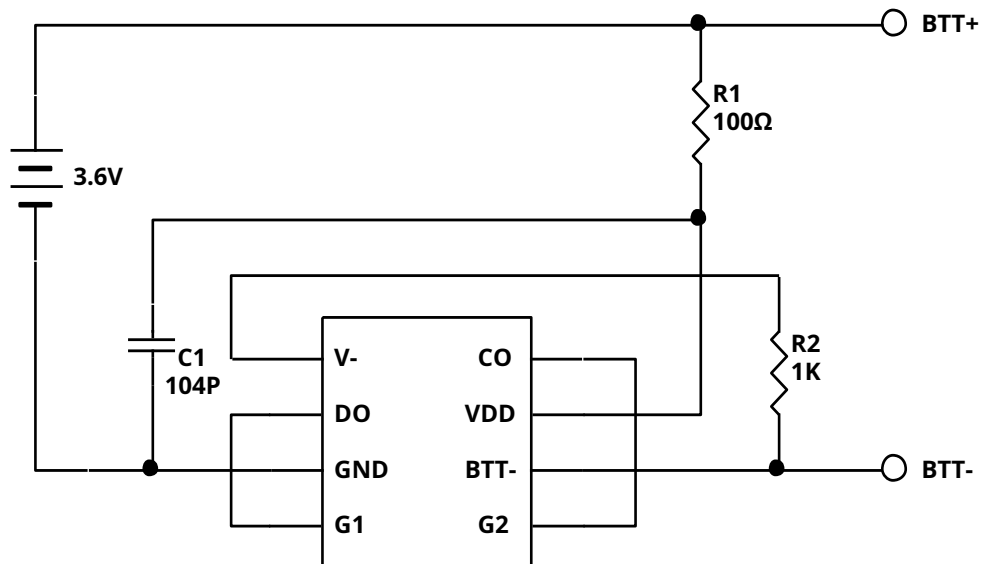 BTT+
R1
100Ω
3.6V
C1
104P
V-
DO
GND
G1
CO
VDD
BTT-
G2
R2
1K
BTT-